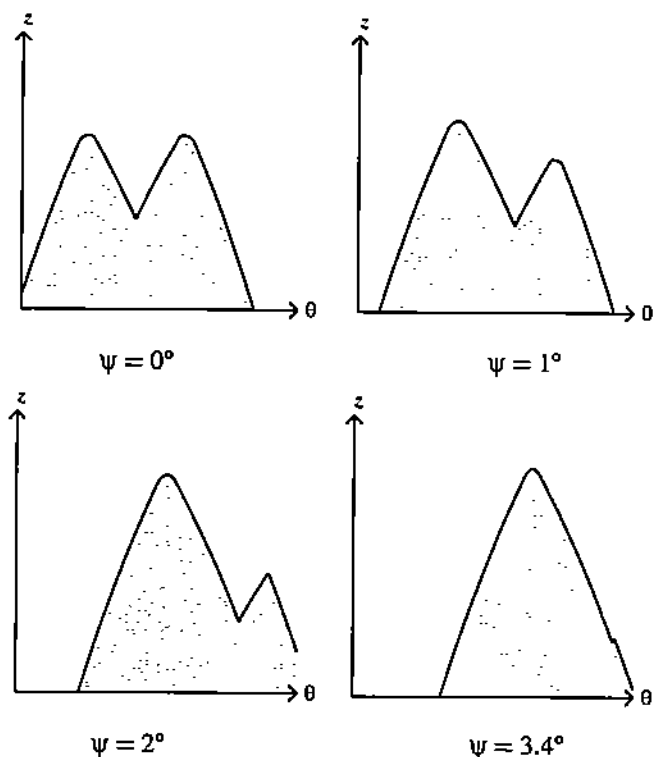 z
z
θ
θ
ψ = 0°
ψ = 1°
z
z
θ
θ
ψ = 2°
ψ = 3.4°